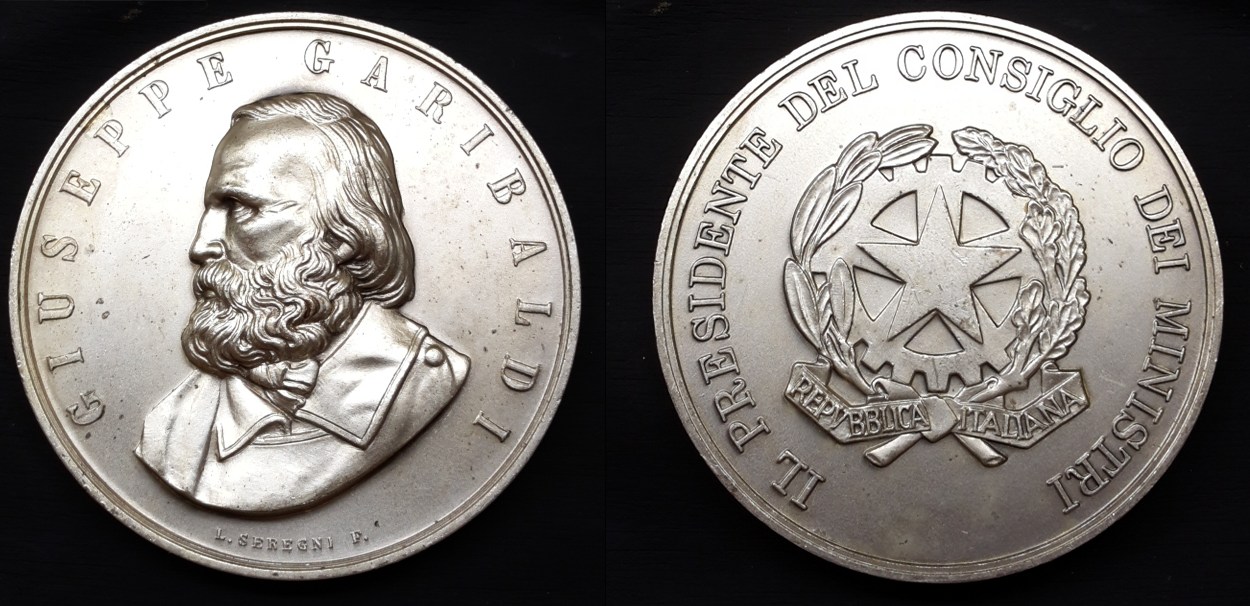 GIUSEPPE GARIBALDI
L. SEREGNI F.
IL PRESIDENTE DEL CONSIGLIO DEI MINISTRI
REPVBBLICA ITALIANA